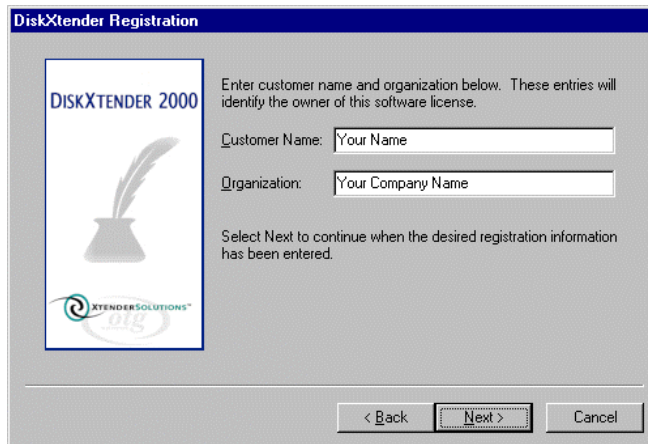 DiskXtender Registration
DISKXTENDER 2000
Enter customer name and organization below. These entries will
identify the owner of this software license.
Customer Name: Your Name
Organization: Your Company Name
Select Next to continue when the desired registration information
has been entered.
XTENDERSOLUTIONS™
otg
< Back Next > Cancel